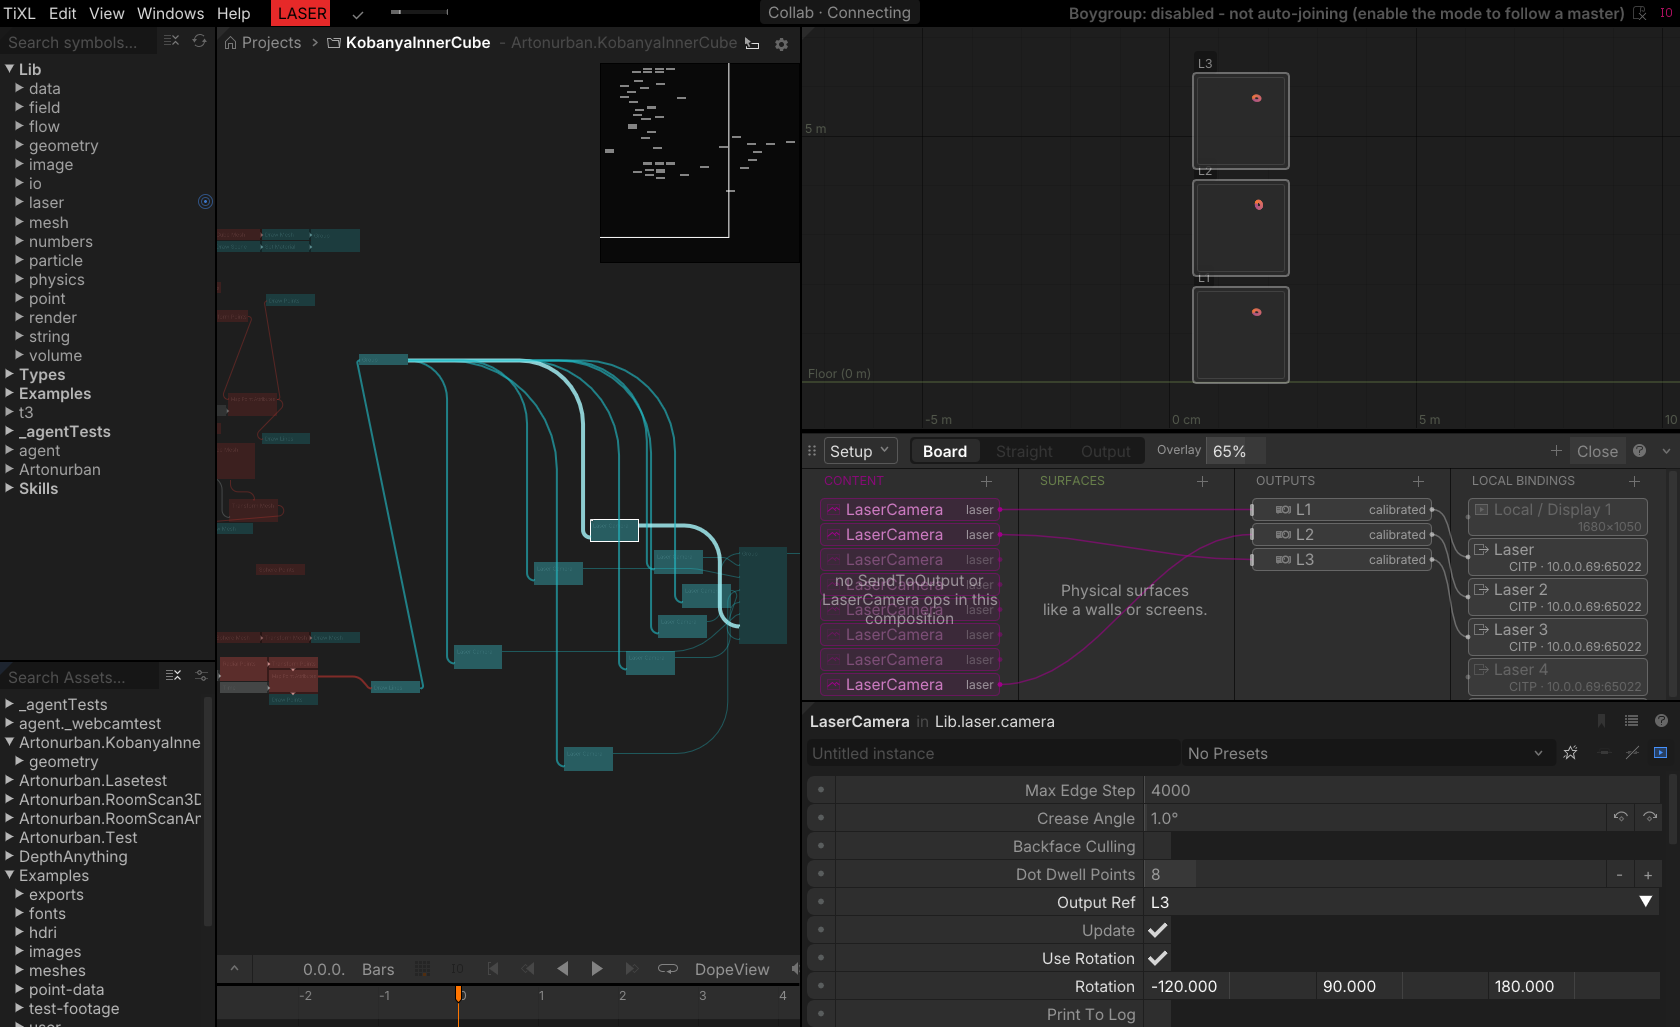 TiXL Edit View Windows Help LASER
Collab · Connecting
Boygroup: disabled - not auto-joining (enable the mode to follow a master)
Search symbols...
Lib
data
field
flow
geometry
image
io
laser
mesh
numbers
particle
physics
point
render
string
volume
Types
Examples
t3
_agentTests
agent
Artonurban
Skills
Search Assets...
_agentTests
agent._webcamtest
Artonurban.KobanyaInne
geometry
Artonurban.Lasetest
Artonurban.RoomScan3D
Artonurban.RoomScanAr
Artonurban.Test
DepthAnything
Examples
exports
fonts
hdri
images
meshes
point-data
test-footage
user
Projects > KobanyaInnerCube - Artonurban.KobanyaInnerCube
0.0.0. Bars 10 DopeView
-2 -1 0 1 2 3 4
L3
5 m
L2
L1
Floor (0 m)
-5 m 0 cm 5 m 10
Setup Board Straight Output Overlay 65% + Close
CONTENT + SURFACES + OUTPUTS + LOCAL BINDINGS +
LaserCamera laser
LaserCamera laser
LaserCamera laser
LaserCamera laser
LaserCamera laser
LaserCamera laser
LaserCamera laser
LaserCamera laser
no SendToOutput or
LaserCamera ops in this
composition
Physical surfaces
like a walls or screens.
L1 calibrated
L2 calibrated
L3 calibrated
Local / Display 1
1680×1050
Laser
CITP · 10.0.0.69:65022
Laser 2
CITP · 10.0.0.69:65022
Laser 3
CITP · 10.0.0.69:65022
Laser 4
CITP · 10.0.0.69:65022
LaserCamera in Lib.laser.camera
Untitled instance No Presets
Max Edge Step 4000
Crease Angle 1.0°
Backface Culling
Dot Dwell Points 8 - +
Output Ref L3
Update
Use Rotation
Rotation -120.000 90.000 180.000
Print To Log